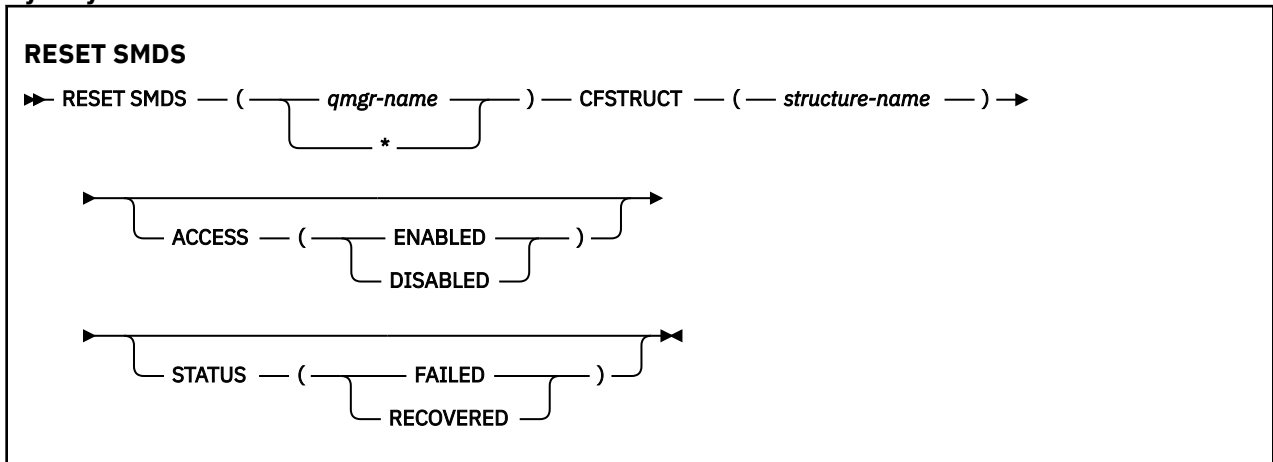 RESET SMDS
RESET SMDS ( qmgr-name ) CFSTRUCT ( structure-name )
*
ACCESS ( ENABLED )
DISABLED
STATUS ( FAILED )
RECOVERED